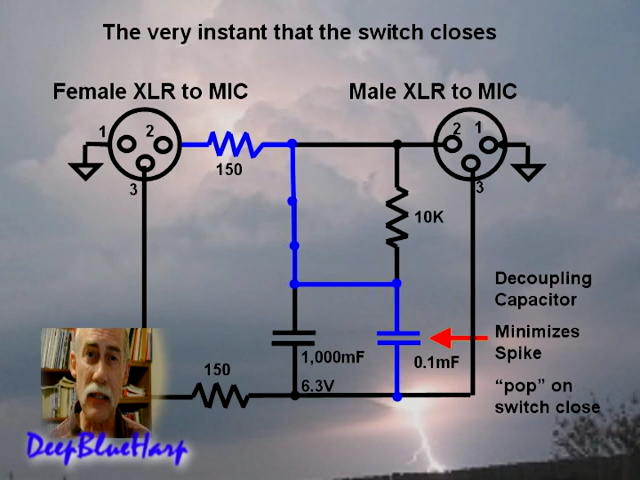 The very instant that the switch closes
Female XLR to MIC
Male XLR to MIC
1
2
3
150
2
1
3
10K
Decoupling
Capacitor
Minimizes
Spike
"pop" on
switch close
1,000mF
6.3V
0.1mF
150
DeepBlueHarp